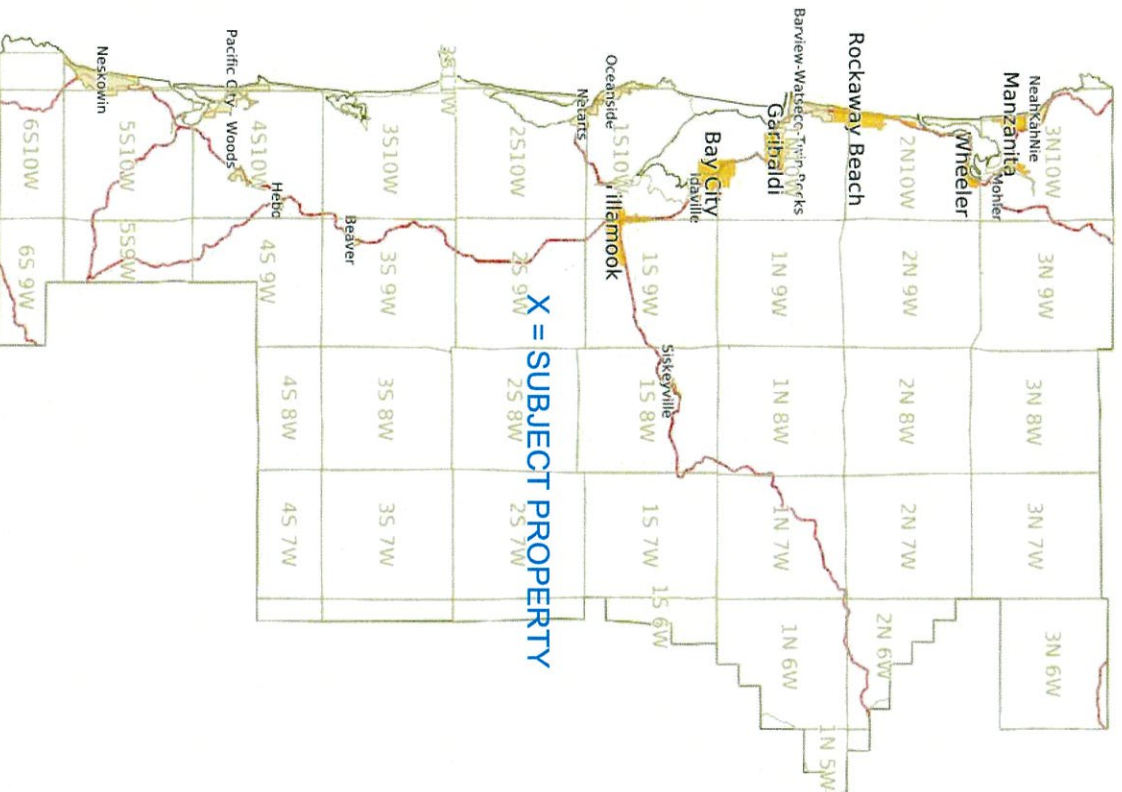 3N10W
3N 9W
3N 8W
3N 7W
3N 6W
NeahKahNie
Manzanita
Mohler
Wheeler
2N10W
2N 9W
2N 8W
2N 7W
2N 6W
Rockaway Beach
1N 5W
Barview-Watseco-Twin Rocks
1N 9W
1N 8W
1N 7W
1N 6W
Garibaldi
Bay City
Idaville
Siskeyville
1S10W
1S 9W
1S 8W
1S 7W
1S 6W
Oceanside
Tillamook
Netarts
X = SUBJECT PROPERTY
2S10W
2S 9W
2S 8W
2S 7W
3S11W
3S10W
3S 9W
3S 8W
3S 7W
Beaver
Hebo
4S10W
4S 9W
4S 8W
4S 7W
Pacific City
Woods
5S10W
5S9W
Neskowin
6S10W
6S 9W